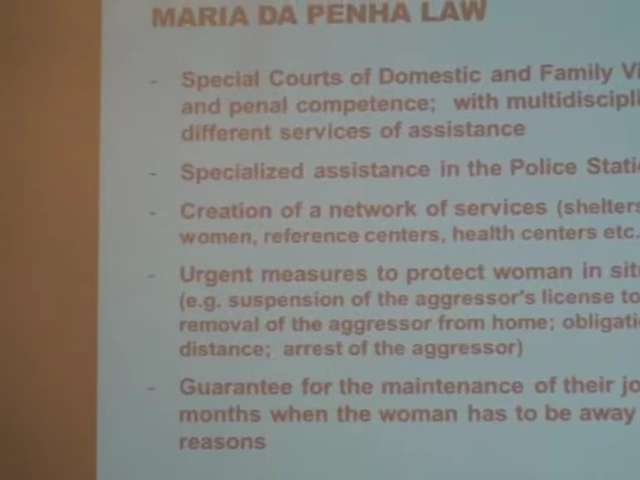 MARIA DA PENHA LAW
- Special Courts of Domestic and Family
and penal competence; with
different services of assistance
- Specialized assistance in the Police
- Creation of a network of services (shelters
women, reference centers, health centers etc.
- Urgent measures to protect woman in
(e.g. suspension of the aggressor's license to
removal of the aggressor from home;
distance; arrest of the aggressor)
- Guarantee for the maintenance of their
months when the woman has to be away
reasons